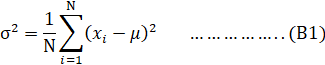 σ² = 1/N ∑_{i=1}^{N} (xᵢ − μ)² ……………..(B1)